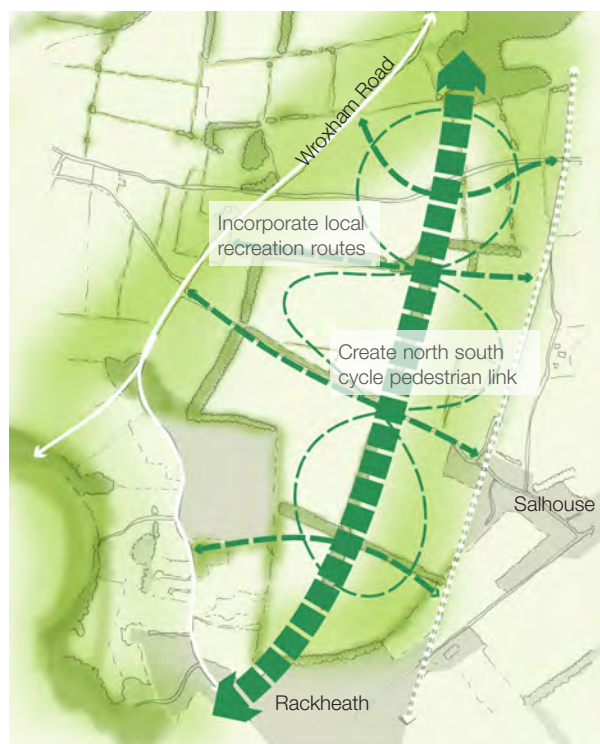 Wroxham Road
Incorporate local
recreation routes
Create north south
cycle pedestrian link
Salhouse
Rackheath